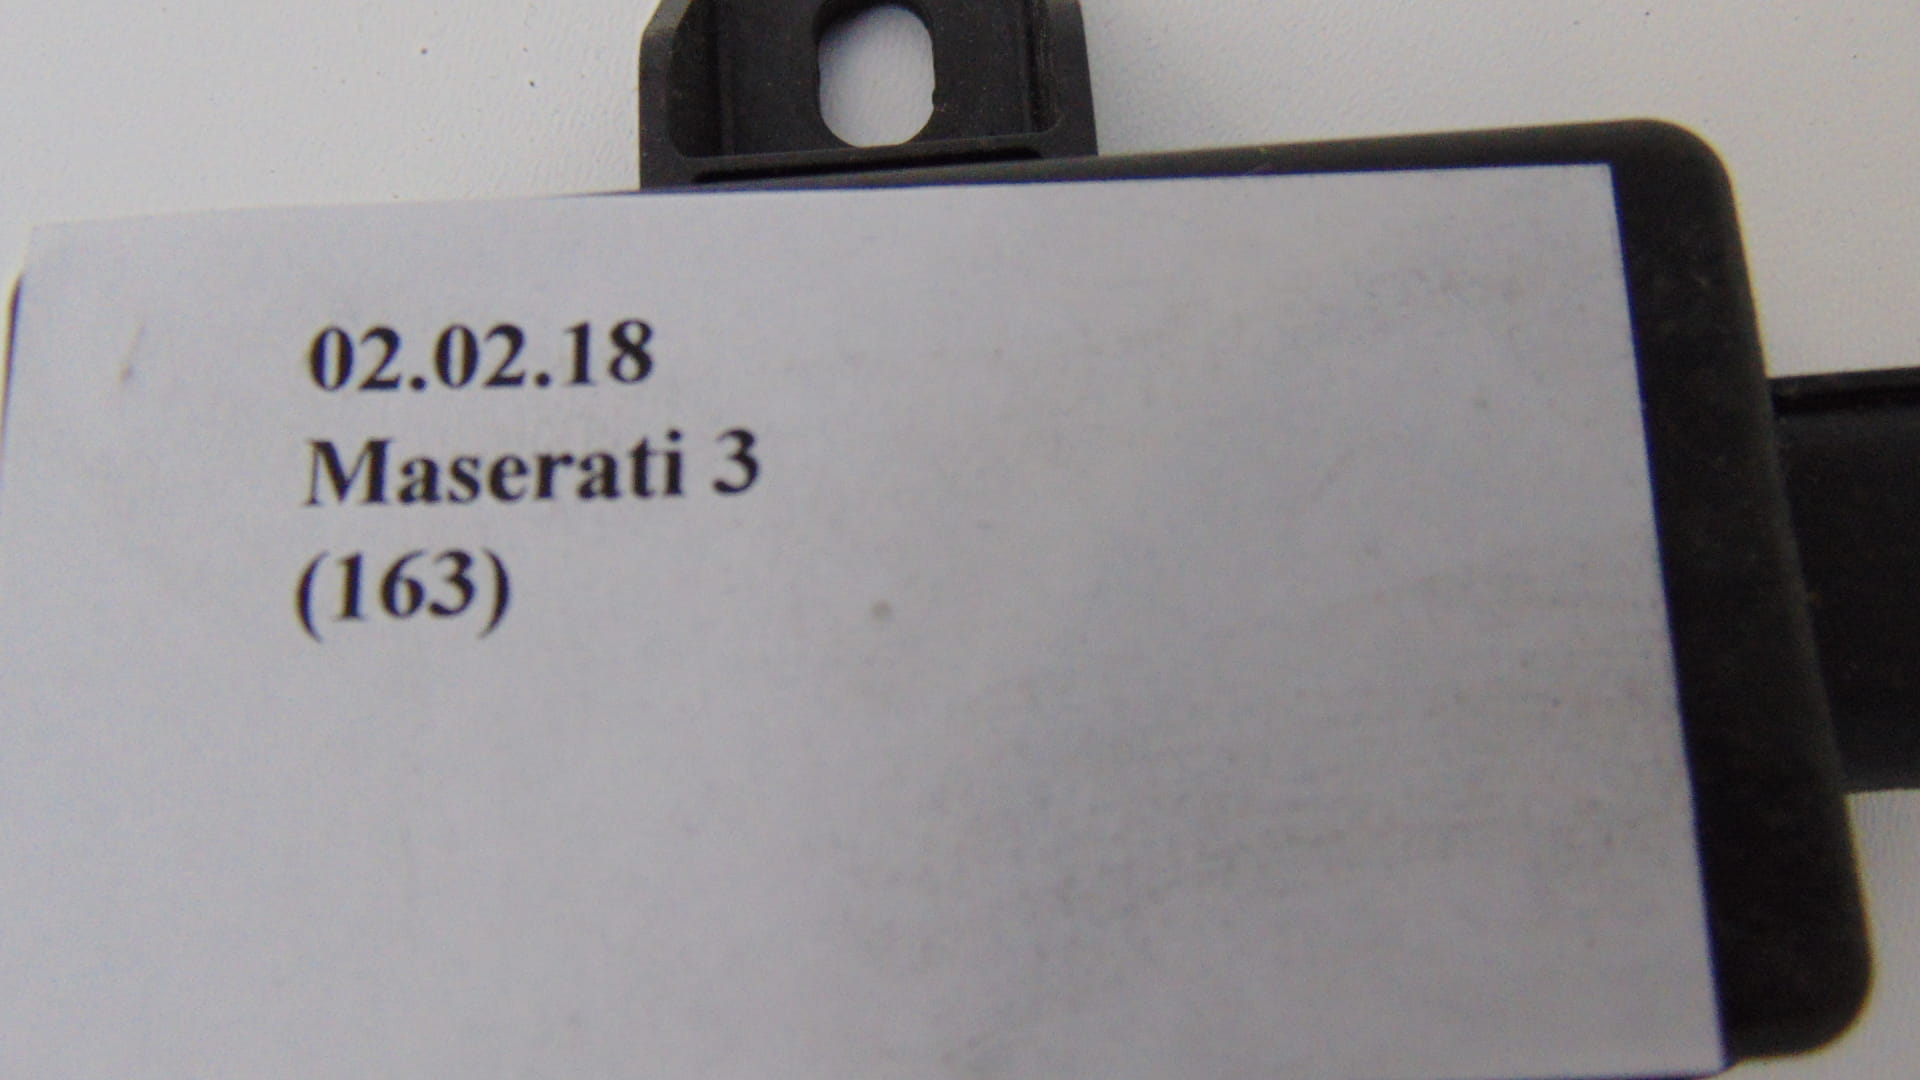 02.02.18
Maserati 3
(163)